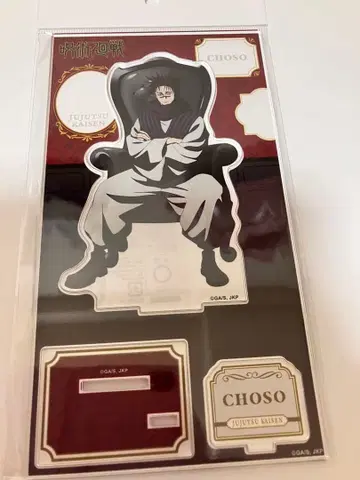 呪術廻戦
CHOSO
JUJUTSU
KAISEN
©GA/S, JKP
©GA/S, JKP
CHOSO
JUJUTSU KAISEN
©GA/S, JKP